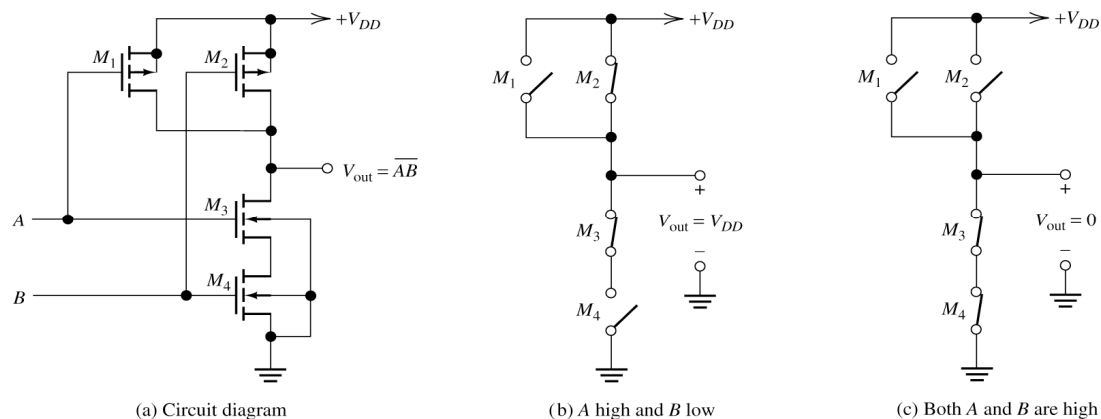 +V_DD
M_1
M_2
V_out = \overline{AB}
A
M_3
B
M_4
(a) Circuit diagram
+V_DD
M_1
M_2
+
M_3
V_out = V_DD
−
M_4
(b) A high and B low
+V_DD
M_1
M_2
+
M_3
V_out = 0
−
M_4
(c) Both A and B are high